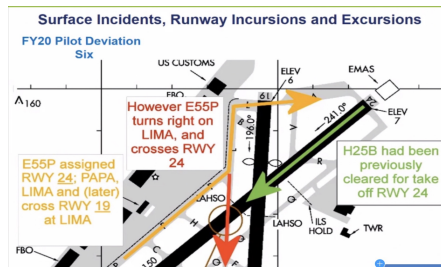 Surface Incidents, Runway Incursions and Excursions
FY20 Pilot Deviation
Six
US CUSTOMS
ELEV
6
EMAS
160
FBO
However E55P
turns right on
LIMA, and
crosses RWY
24
19
196.0°
241.0°
24
ELEV
7
E55P assigned
RWY 24; PAPA,
LIMA and (later)
cross RWY 19
at LIMA
H25B had been
previously
cleared for take
off RWY 24
LAHSO
LAHSO
ILS
HOLD
TWR
FBO
V
R
P
C
G